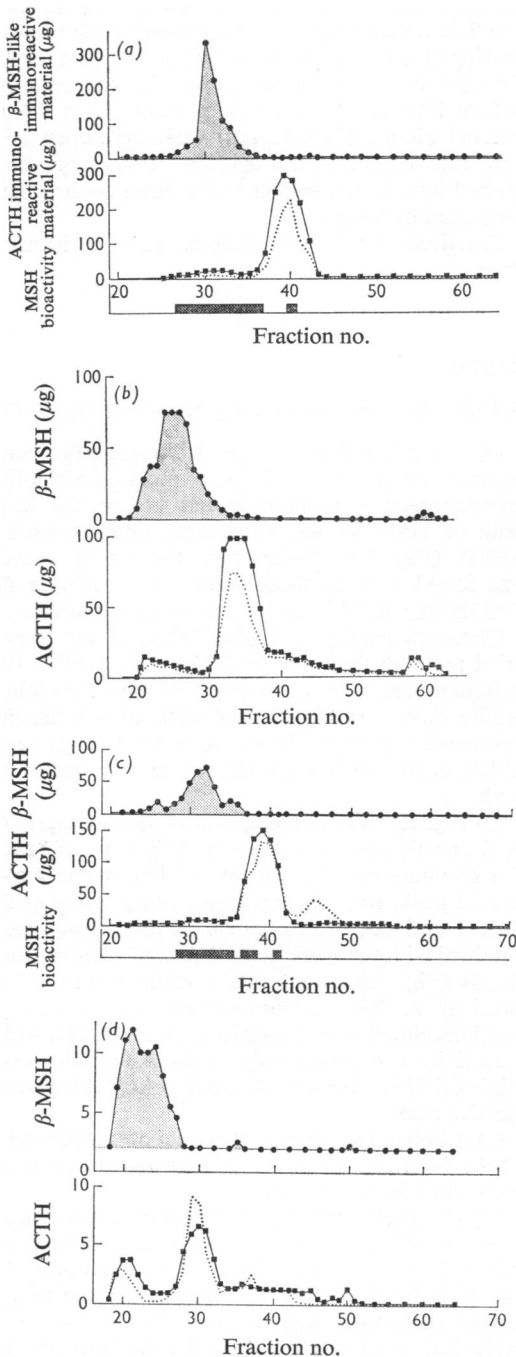 (a)
β-MSH-like
immunoreactive
material (μg)
300
200
100
0
ACTH immuno-
reactive
material (μg)
300
200
100
0
MSH
bioactivity
20 30 40 50 60
Fraction no.
(b)
β-MSH (μg)
100
50
0
ACTH (μg)
100
50
0
20 30 40 50 60
Fraction no.
(c)
β-MSH
100
50
0
ACTH
(μg)
150
100
50
0
MSH
bioactivity
20 30 40 50 60 70
Fraction no.
(d)
β-MSH
10
5
0
ACTH
10
5
0
20 30 40 50 60 70
Fraction no.